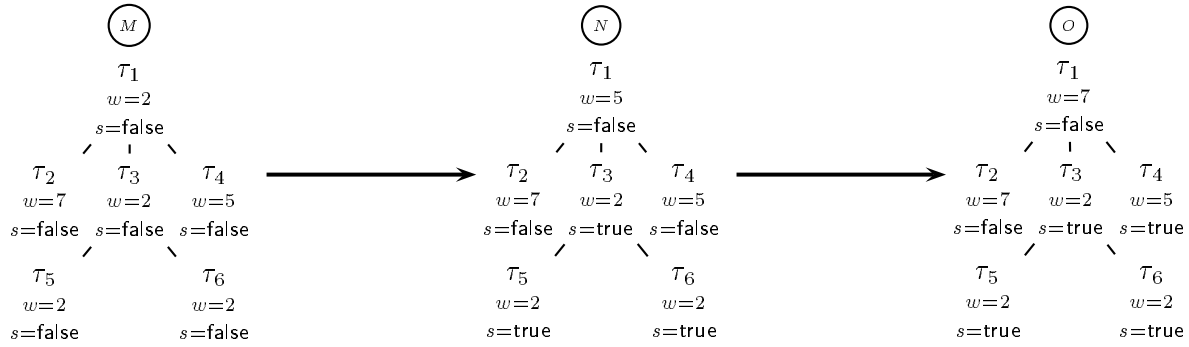 M N O
τ1 τ1 τ1
w=2 w=5 w=7
s=false s=false s=false
τ2 τ3 τ4 τ2 τ3 τ4 τ2 τ3 τ4
w=7 w=2 w=5 w=7 w=2 w=5 w=7 w=2 w=5
s=false s=false s=false s=false s=true s=false s=false s=true s=true
τ5 τ6 τ5 τ6 τ5 τ6
w=2 w=2 w=2 w=2 w=2 w=2
s=false s=false s=true s=true s=true s=true